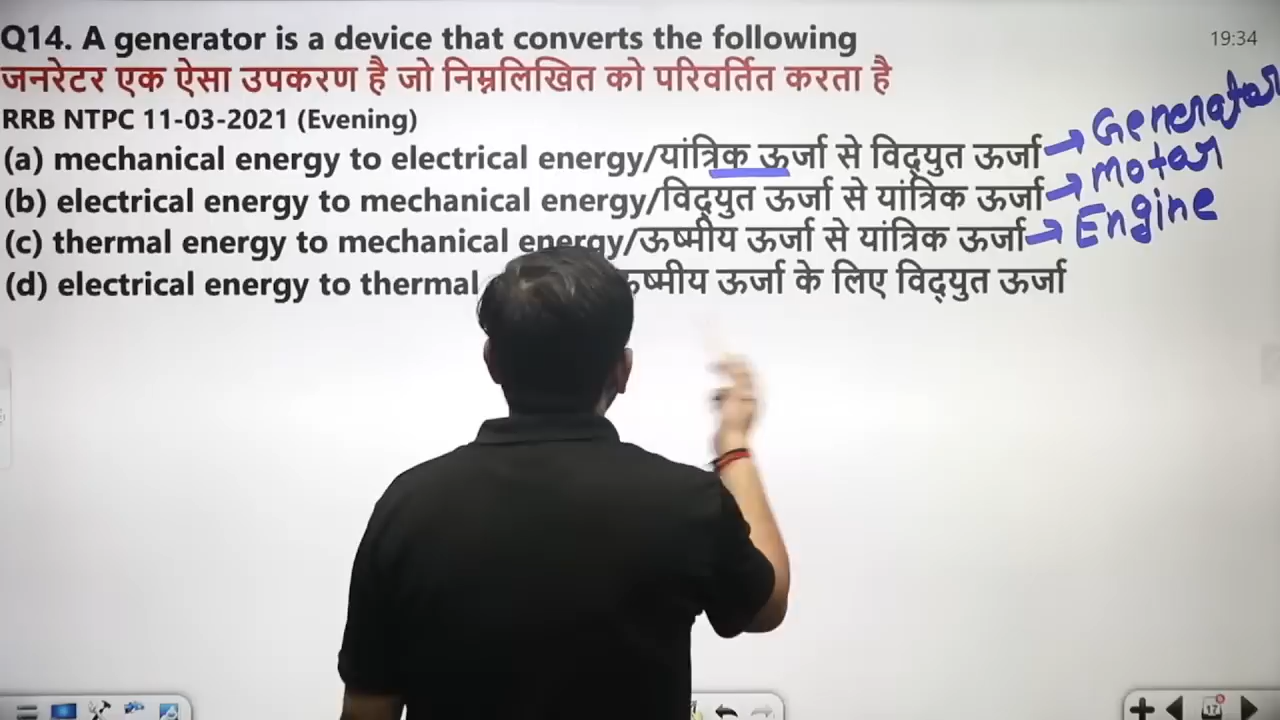 Q14. A generator is a device that converts the following
19:34
जनरेटर एक ऐसा उपकरण है जो निम्नलिखित को परिवर्तित करता है
RRB NTPC 11-03-2021 (Evening)
(a) mechanical energy to electrical energy/यांत्रिक ऊर्जा से विद्युत ऊर्जा → Generator
(b) electrical energy to mechanical energy/विद्युत ऊर्जा से यांत्रिक ऊर्जा → Motar
(c) thermal energy to mechanical energy/ऊष्मीय ऊर्जा से यांत्रिक ऊर्जा → Engine
(d) electrical energy to thermal ऊर्जा के लिए विद्युत ऊर्जा
17